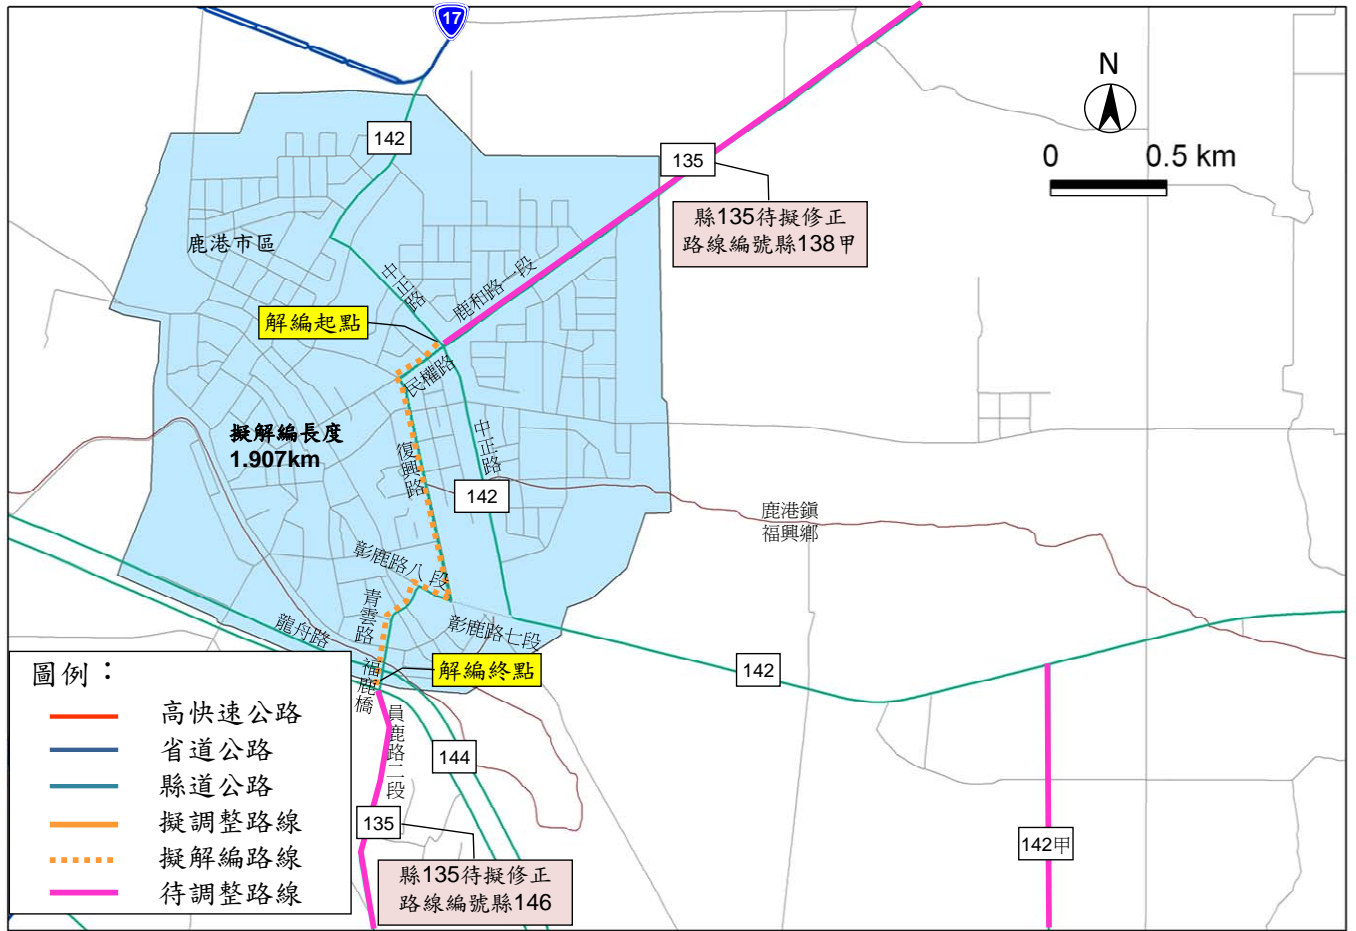 17
N
0 0.5 km
142
135
縣135待擬修正
路線編號縣138甲
鹿港市區
中正路
鹿和路一段
解編起點
民權路
擬解編長度
1.907km
復興路
中正路
142
鹿港鎮
福興鄉
彰鹿路八段
青雲路
龍舟路
彰鹿路七段
福鹿橋
解編終點
142
員鹿路二段
144
135
142甲
縣135待擬修正
路線編號縣146
圖例：
高快速公路
省道公路
縣道公路
擬調整路線
擬解編路線
待調整路線